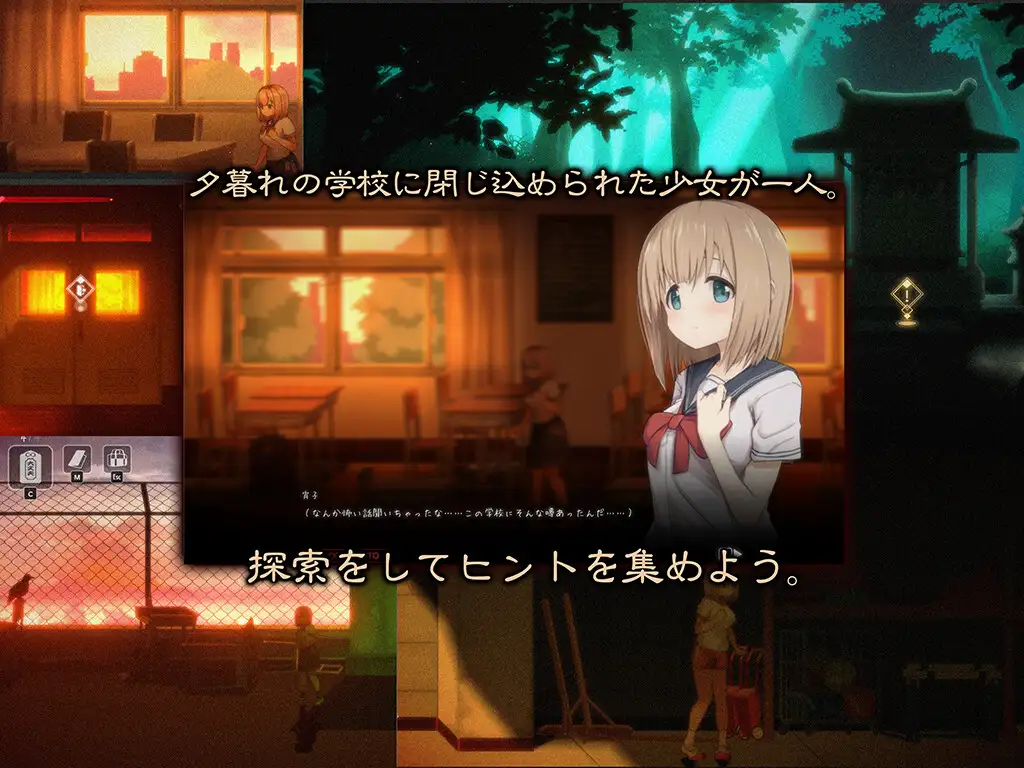 夕暮れの学校に閉じ込められた少女が一人。
宵子
(なんか怖い話聞いちゃったな……この学校にそんな噂あったんだ……)
探索をしてヒントを集めよう。
C
M
Esc